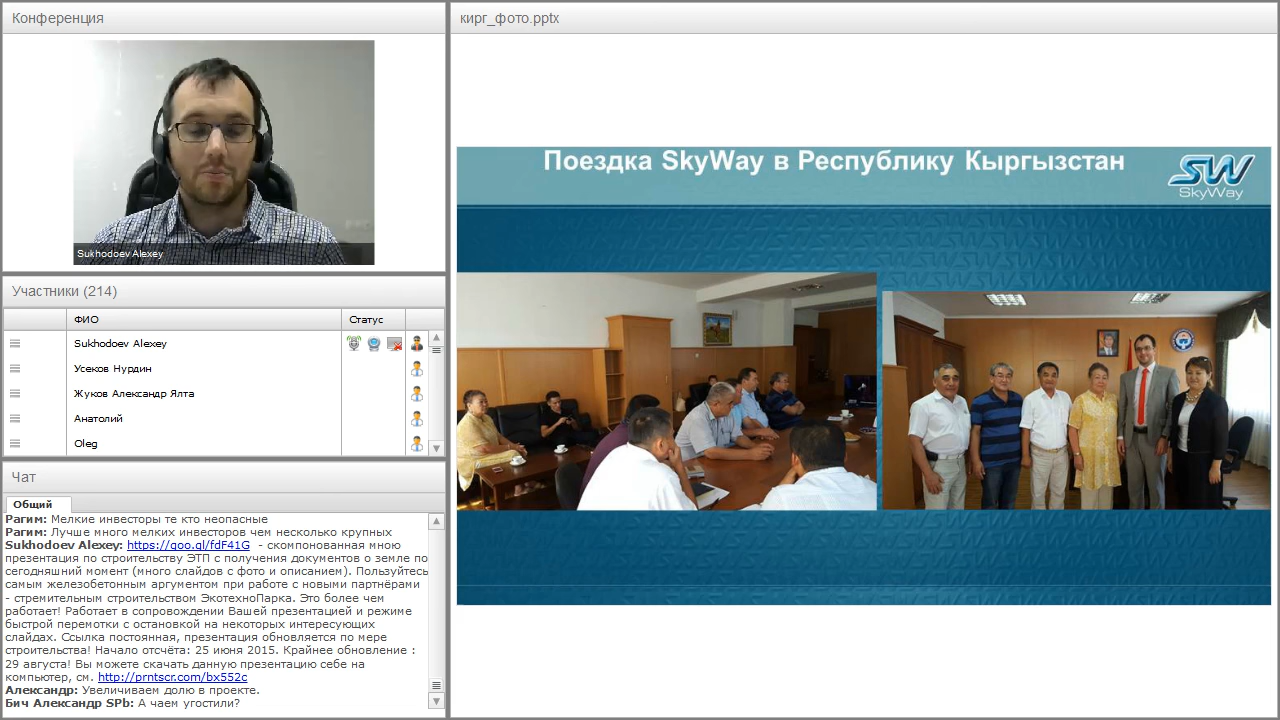 Конференция
Sukhodoev Alexey
Участники (214)
ФИО
Статус
Sukhodoev Alexey
Усеков Нурдин
Жуков Александр Ялта
Анатолий
Oleg
Чат
Общий
Рагим: Мелкие инвесторы те кто неопасные
Рагим: Лучше много мелких инвесторов чем несколько крупных
Sukhodoev Alexey: https://goo.gl/fdF41G - скомпонованная мною
презентация по строительству ЭТП с получения документов о земле по
сегодняшний момент (много слайдов с фото и описанием). Пользуйтесь
самым железобетонным аргументом при работе с новыми партнёрами
- стремительным строительством ЭкотехноПарка. Это более чем
работает! Работает в сопровождении Вашей презентацией и режиме
быстрой перемотки с остановкой на некоторых интересующих
слайдах. Ссылка постоянная, презентация обновляется по мере
строительства! Начало отсчёта: 25 июня 2015. Крайнее обновление :
29 августа! Вы можете скачать данную презентацию себе на
компьютер, см. http://prntscr.com/bx552c
Александр: Увеличиваем долю в проекте.
Бич Александр SPb: А чаем угостили?
кирг_фото.pptx
Поездка SkyWay в Республику Кыргызстан
SW
SkyWay